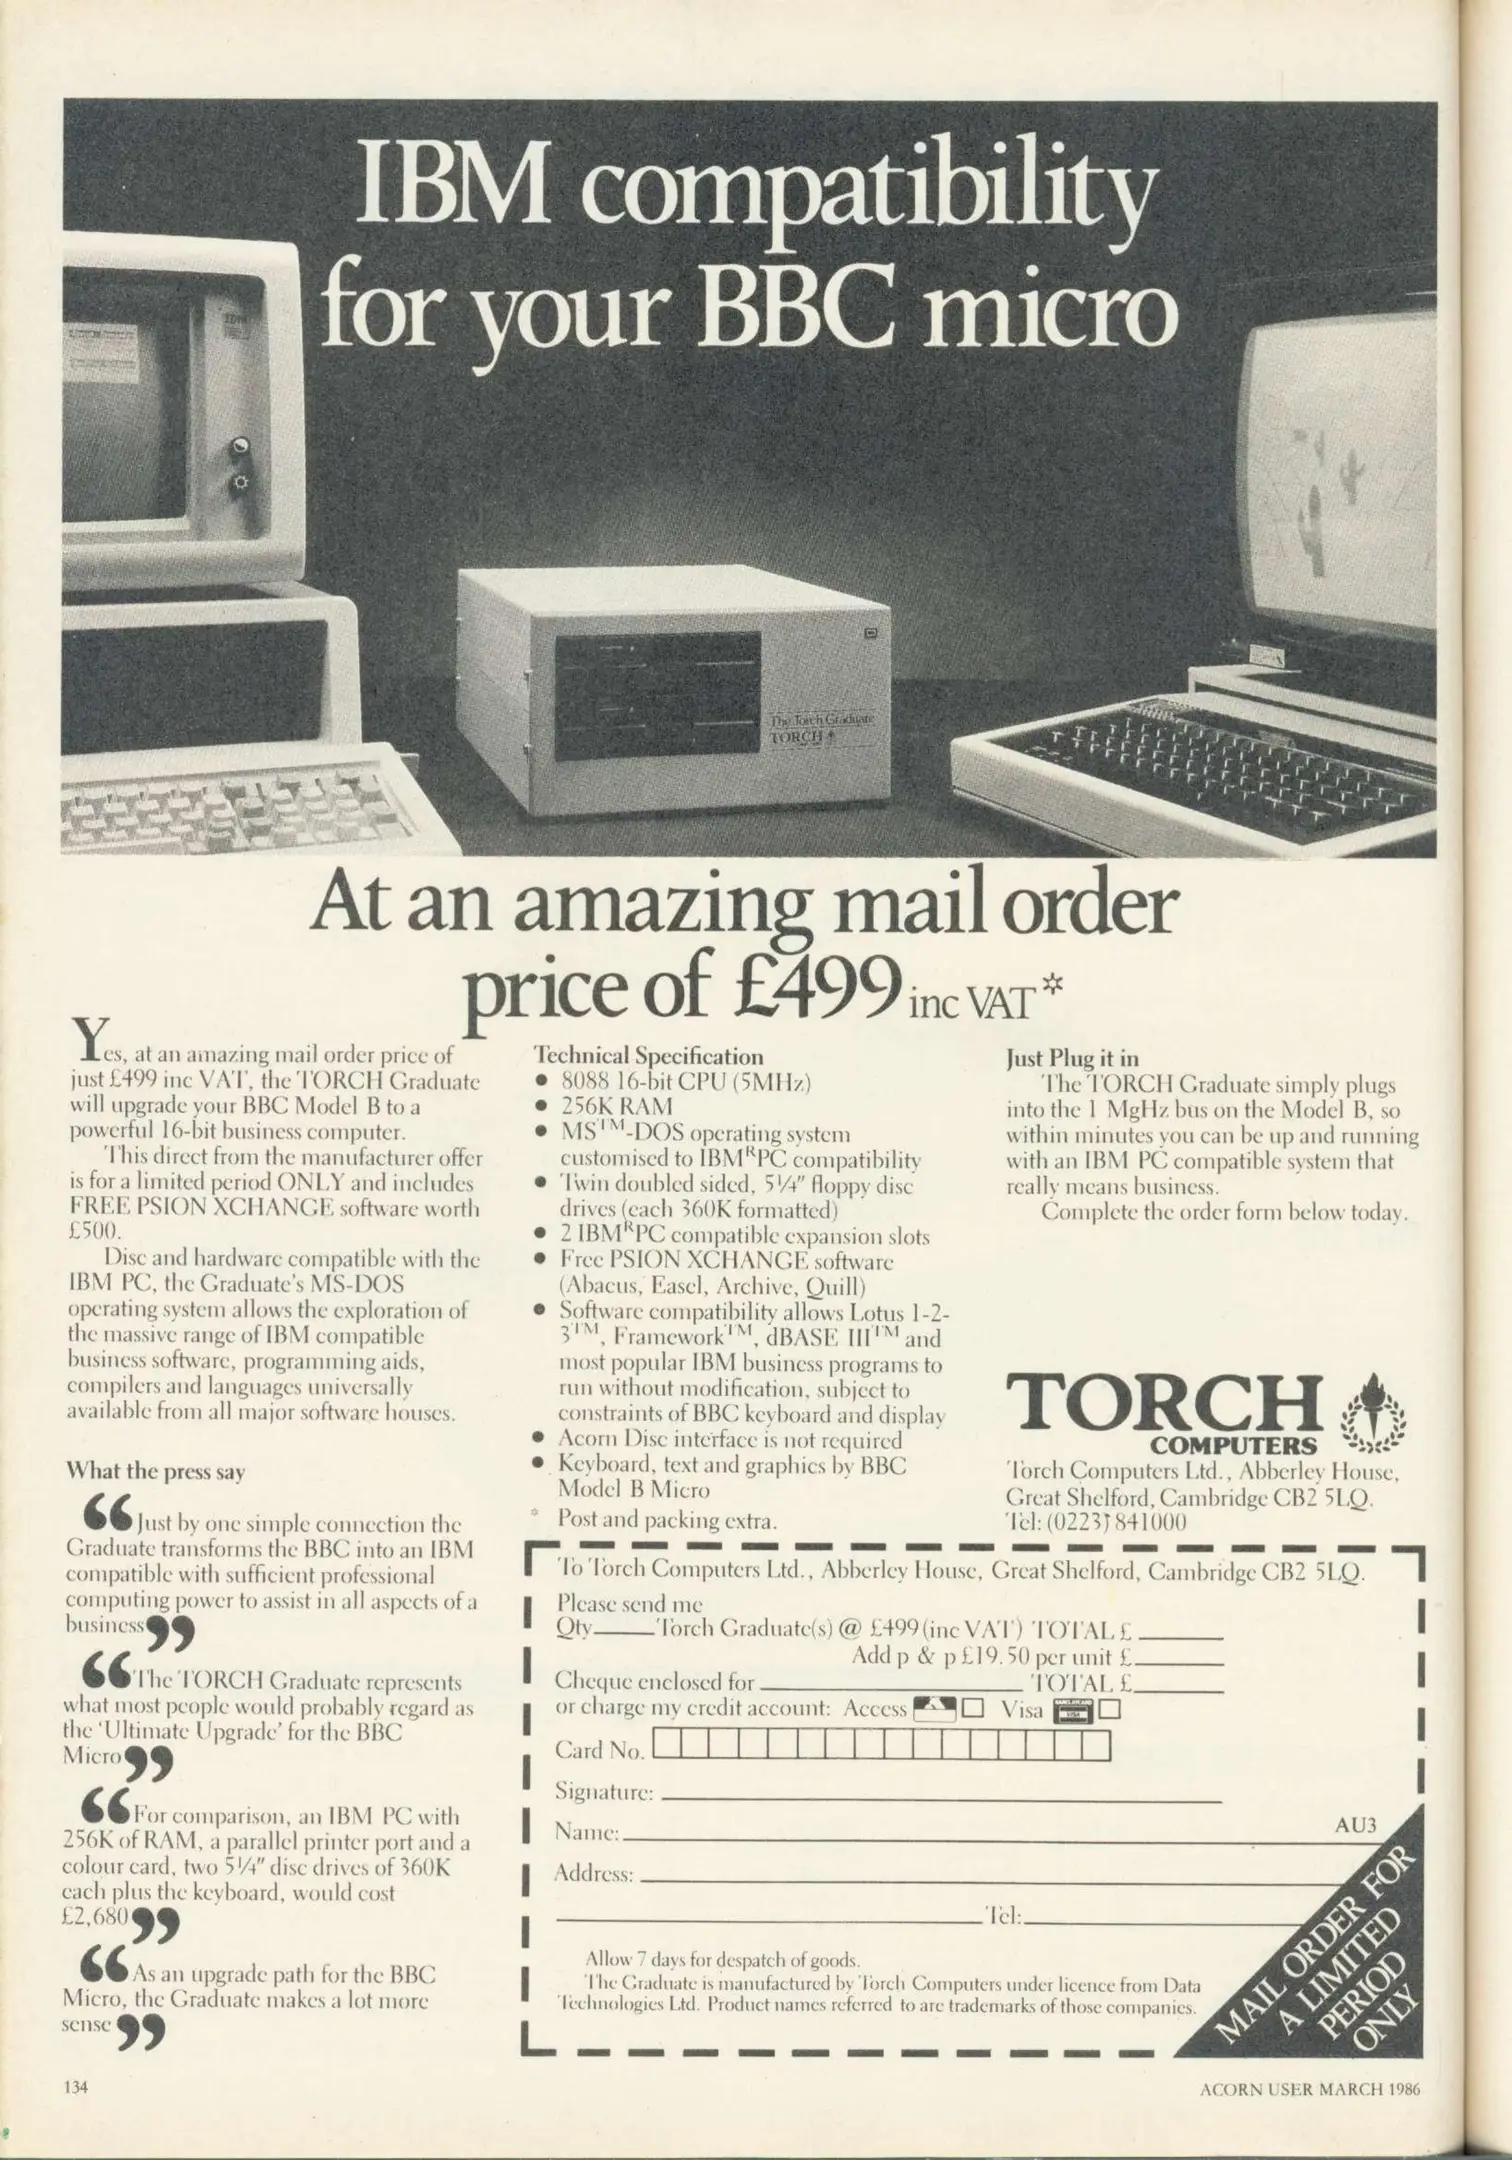 IBM compatibility
for your BBC micro
IBM
The Torch Graduate
TORCH
At an amazing mail order
price of £499 inc VAT*
Yes, at an amazing mail order price of
just £499 inc VAT, the TORCH Graduate
will upgrade your BBC Model B to a
powerful 16-bit business computer.
This direct from the manufacturer offer
is for a limited period ONLY and includes
FREE PSION XCHANGE software worth
£500.
Disc and hardware compatible with the
IBM PC, the Graduate's MS-DOS
operating system allows the exploration of
the massive range of IBM compatible
business software, programming aids,
compilers and languages universally
available from all major software houses.
What the press say
“Just by one simple connection the
Graduate transforms the BBC into an IBM
compatible with sufficient professional
computing power to assist in all aspects of a
business”
“The TORCH Graduate represents
what most people would probably regard as
the ‘Ultimate Upgrade’ for the BBC
Micro”
“For comparison, an IBM PC with
256K of RAM, a parallel printer port and a
colour card, two 5¼″ disc drives of 360K
each plus the keyboard, would cost
£2,680”
“As an upgrade path for the BBC
Micro, the Graduate makes a lot more
sense”
Technical Specification
• 8088 16-bit CPU (5MHz)
• 256K RAM
• MS™-DOS operating system
customised to IBMᴿPC compatibility
• Twin doubled sided, 5¼″ floppy disc
drives (each 360K formatted)
• 2 IBMᴿPC compatible expansion slots
• Free PSION XCHANGE software
(Abacus, Easel, Archive, Quill)
• Software compatibility allows Lotus 1-2-
3™, Framework™, dBASE III™ and
most popular IBM business programs to
run without modification, subject to
constraints of BBC keyboard and display
• Acorn Disc interface is not required
• Keyboard, text and graphics by BBC
Model B Micro
* Post and packing extra.
Just Plug it in
The TORCH Graduate simply plugs
into the 1 MgHz bus on the Model B, so
within minutes you can be up and running
with an IBM PC compatible system that
really means business.
Complete the order form below today.
TORCH
COMPUTERS
Torch Computers Ltd., Abberley House,
Great Shelford, Cambridge CB2 5LQ.
Tel: (0223) 841000
To Torch Computers Ltd., Abberley House, Great Shelford, Cambridge CB2 5LQ.
Please send me
Qty Torch Graduate(s) @ £499 (inc VAT) TOTAL £
Add p & p £19.50 per unit £
Cheque enclosed for TOTAL £
or charge my credit account: Access Visa
Card No.
Signature:
Name: AU3
Address:
Tel:
Allow 7 days for despatch of goods.
The Graduate is manufactured by Torch Computers under licence from Data
Technologies Ltd. Product names referred to are trademarks of those companies.
MAIL ORDER FOR
A LIMITED
PERIOD
ONLY
134
ACORN USER MARCH 1986